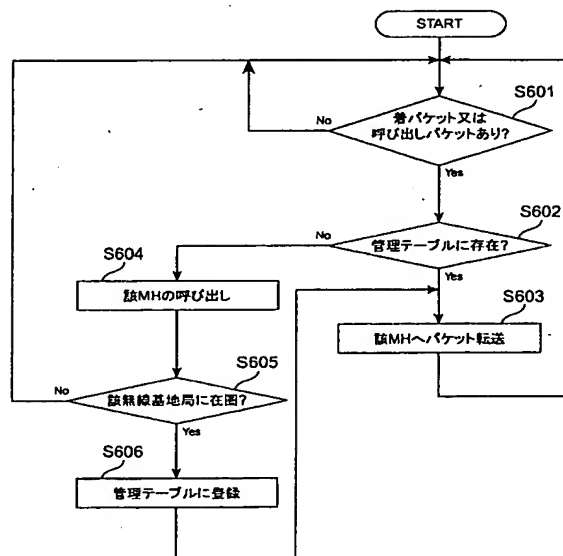 START
S601
着パケット又は
呼び出しパケットあり?
No
Yes
S602
管理テーブルに存在?
No
Yes
S604
該MHの呼び出し
S603
該MHへパケット転送
S605
該無線基地局に在圏?
No
Yes
S606
管理テーブルに登録